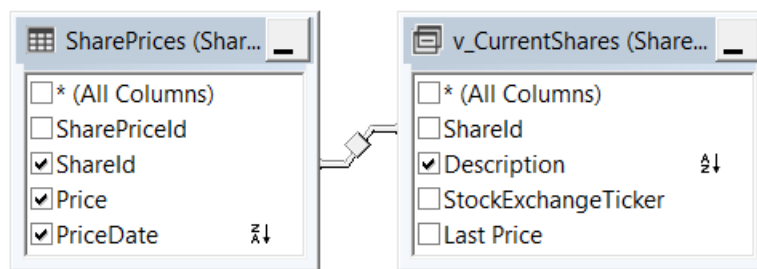 SharePrices (Shar...
* (All Columns)
SharePriceId
ShareId
Price
PriceDate
v_CurrentShares (Share...
* (All Columns)
ShareId
Description
StockExchangeTicker
Last Price